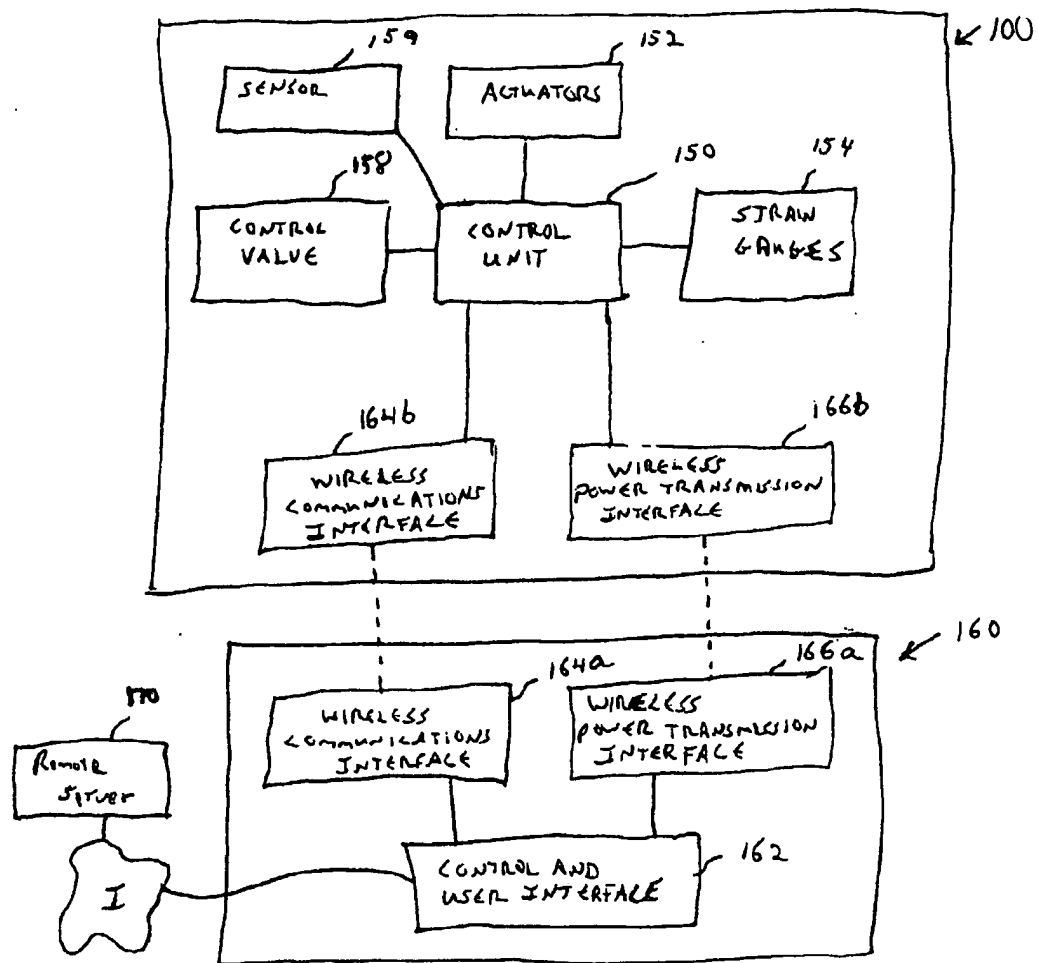 100
159
152
SENSOR
ACTUATORS
158
150
154
CONTROL
VALUE
CONTROL
UNIT
STRAIN
GAUGES
164b
166b
WIRELESS
COMMUNICATIONS
INTERFACE
WIRELESS
POWER TRANSMISSION
INTERFACE
160
164a
166a
170
WIRELESS
COMMUNICATIONS
INTERFACE
WIRELESS
POWER TRANSMISSION
INTERFACE
REMOTE
SERVER
162
CONTROL AND
USER INTERFACE
I